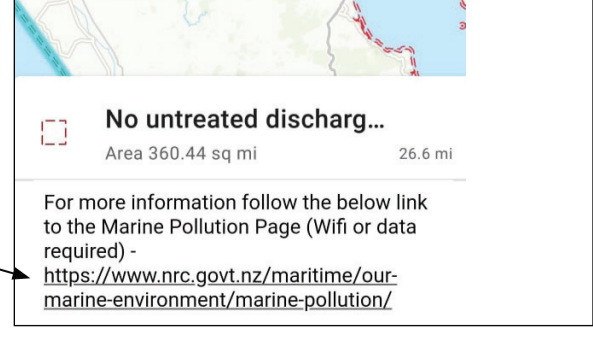 No untreated discharg...
Area 360.44 sq mi
26.6 mi
For more information follow the below link
to the Marine Pollution Page (Wifi or data
required) -
https://www.nrc.govt.nz/maritime/our-
marine-environment/marine-pollution/